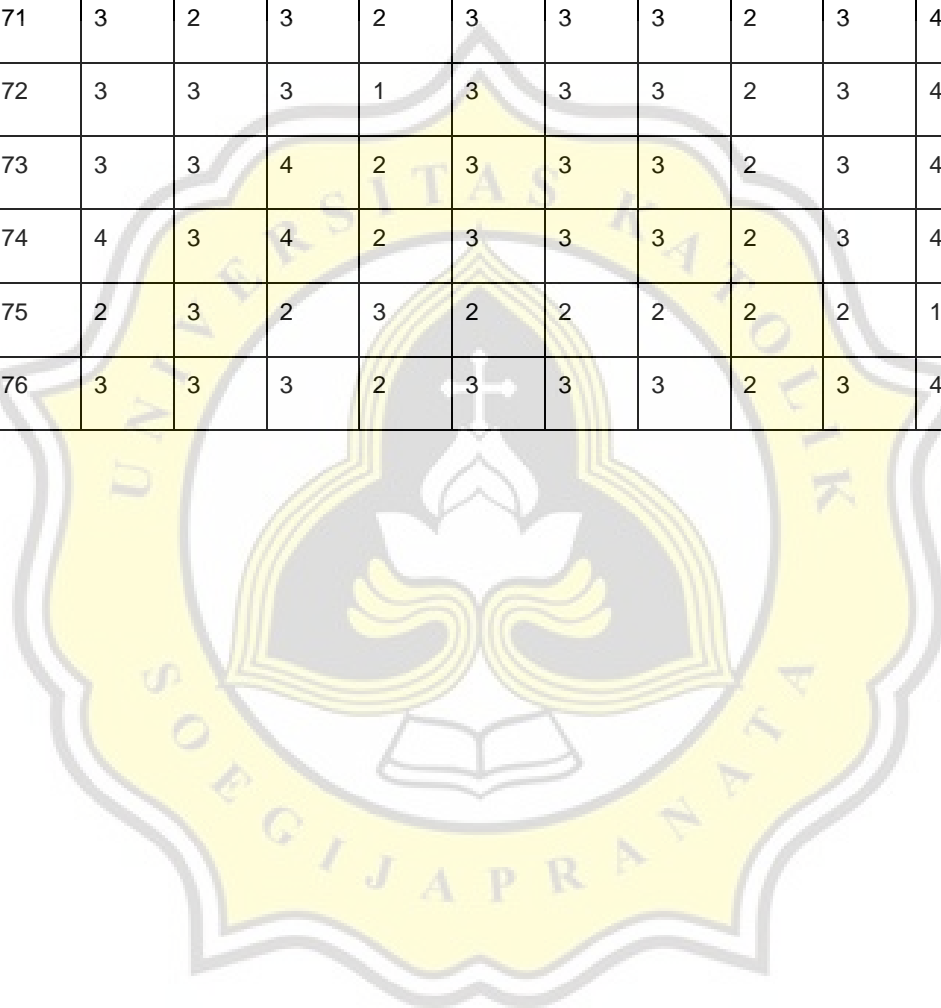 71 3 2 3 2 3 3 3 2 3 4
72 3 3 3 1 3 3 3 2 3 4
73 3 3 4 2 3 3 3 2 3 4
74 4 3 4 2 3 3 3 2 3 4
75 2 3 2 3 2 2 2 2 2 1
76 3 3 3 2 3 3 3 2 3 4
UNIVERSITAS KATOLIK
SOEGIJAPRANATA